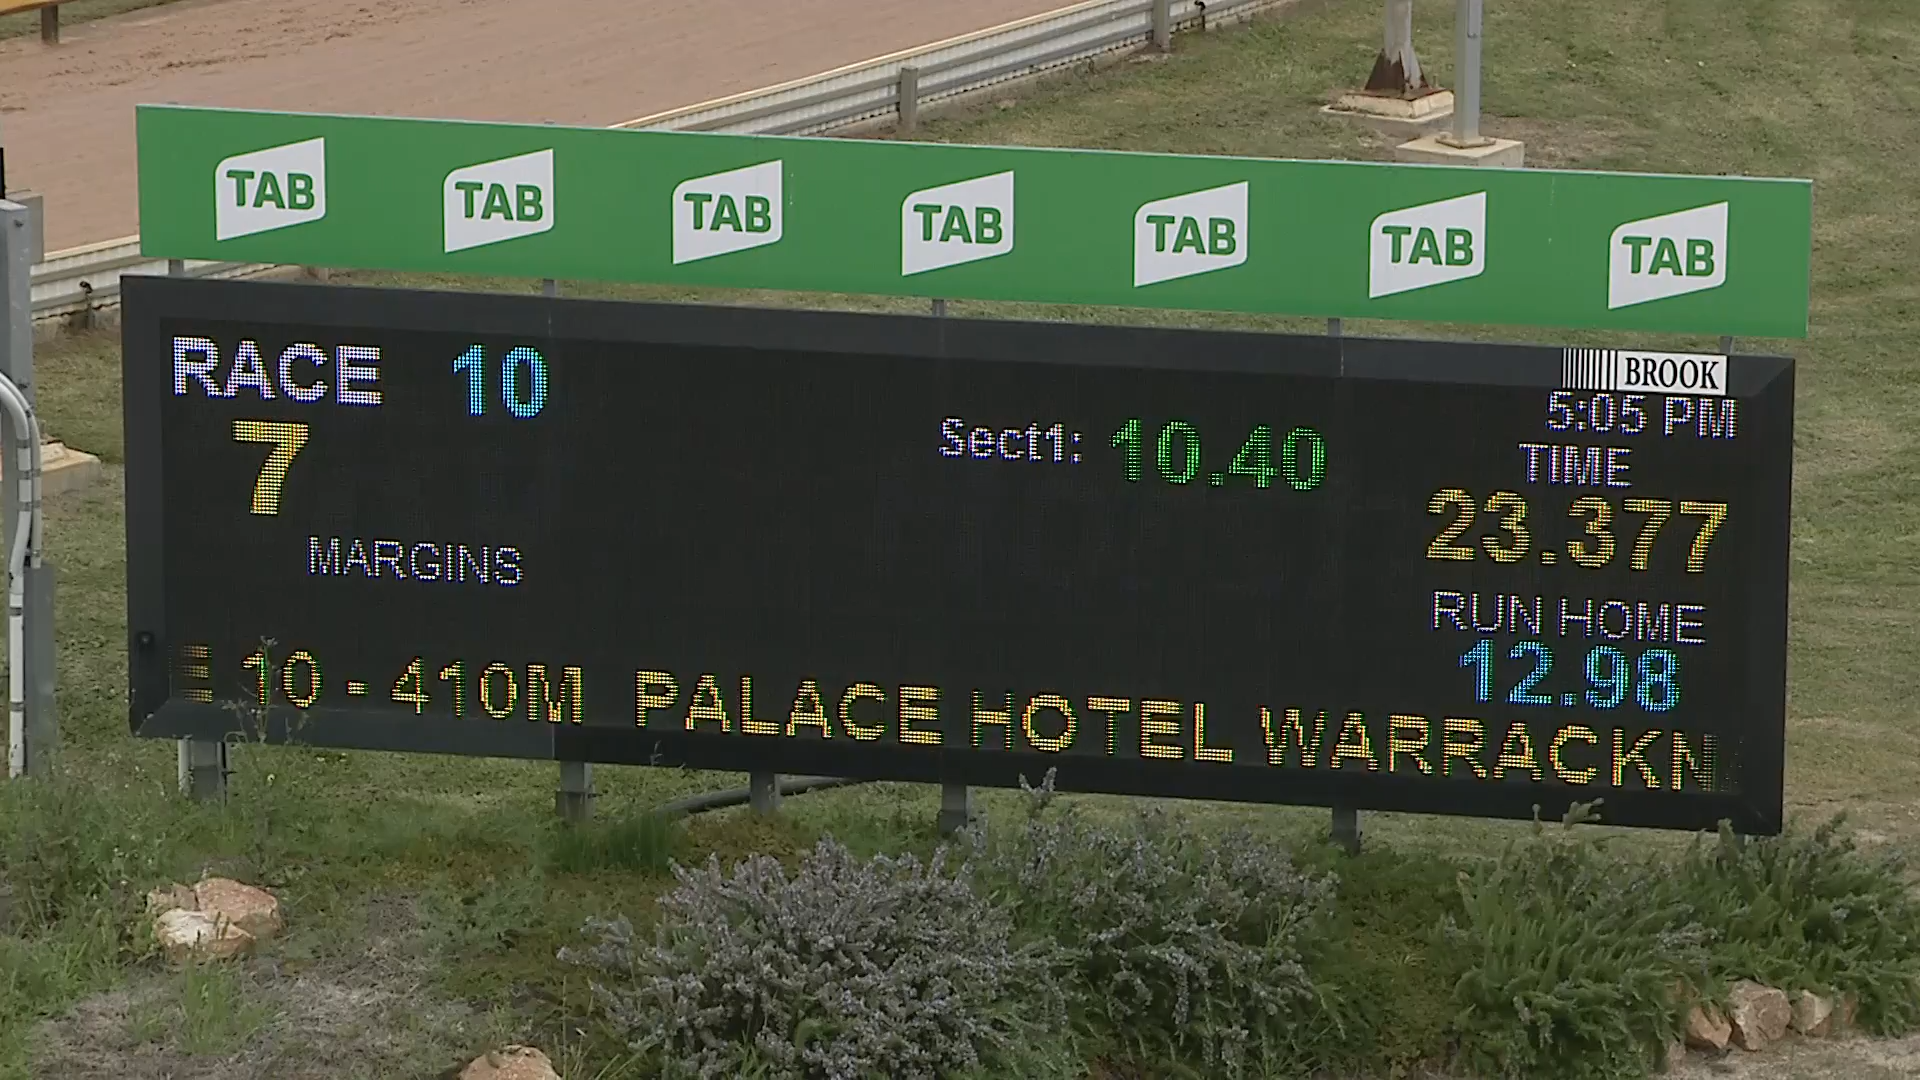 TAB TAB TAB TAB TAB TAB TAB
BROOK
RACE 10
5:05 PM
7
Sect1: 10.40
TIME
23.377
MARGINS
RUN HOME
12.98
10 - 410M PALACE HOTEL WARRACKN